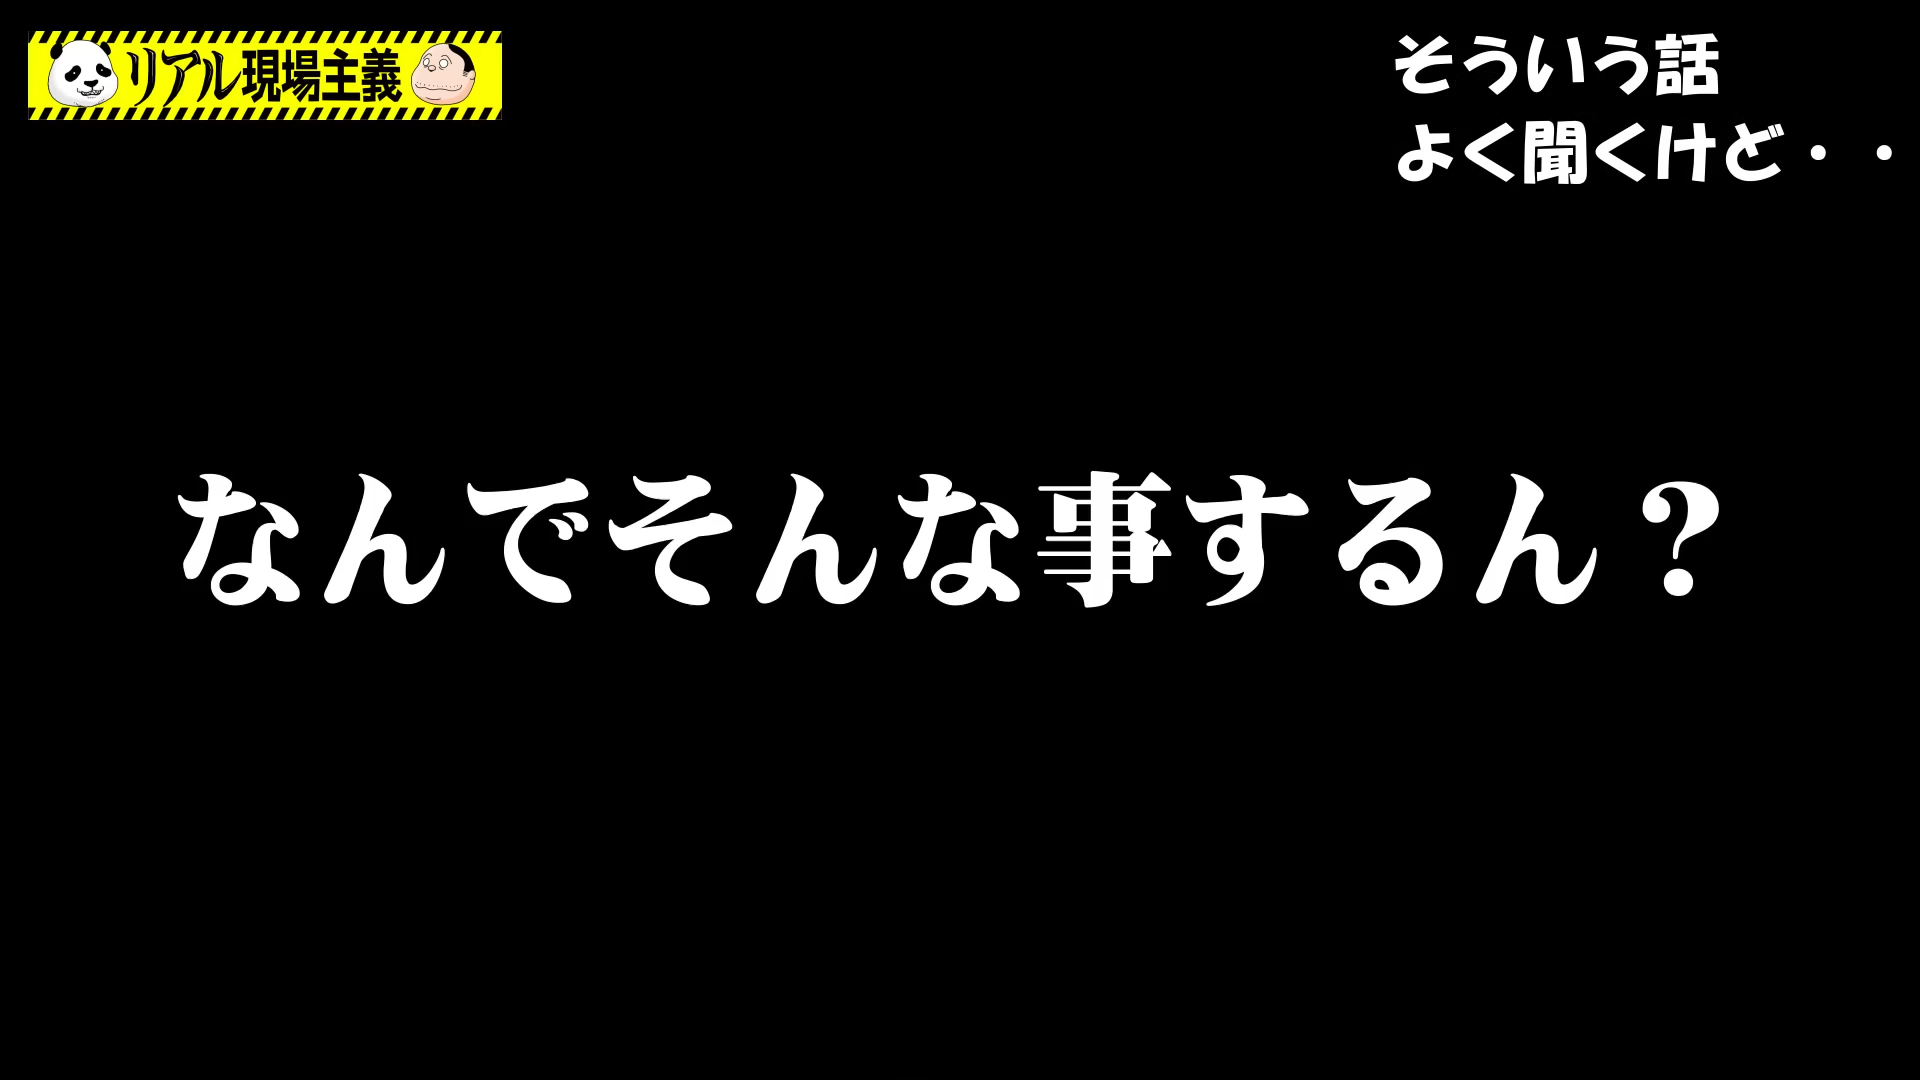 リアル現場主義
そういう話
よく聞くけど・・
なんでそんな事するん？